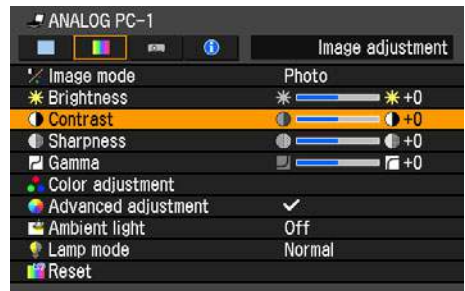 ANALOG PC-1
Image adjustment
Image mode Photo
Brightness +0
Contrast +0
Sharpness +0
Gamma +0
Color adjustment
Advanced adjustment
Ambient light Off
Lamp mode Normal
Reset